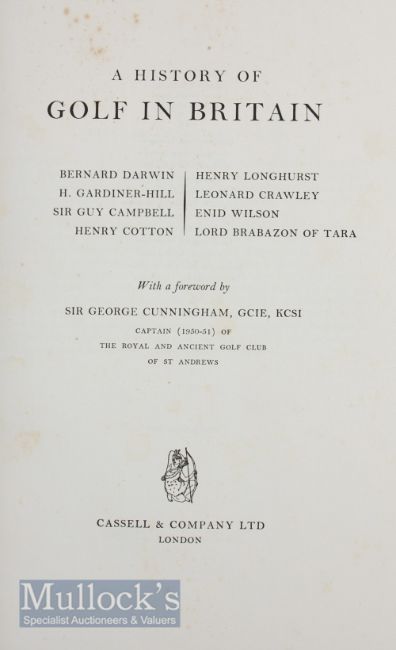 A HISTORY OF
GOLF IN BRITAIN
BERNARD DARWIN
H. GARDINER-HILL
SIR GUY CAMPBELL
HENRY COTTON
HENRY LONGHURST
LEONARD CRAWLEY
ENID WILSON
LORD BRABAZON OF TARA
With a foreword by
SIR GEORGE CUNNINGHAM, GCIE, KCSI
CAPTAIN (1950-51) OF
THE ROYAL AND ANCIENT GOLF CLUB
OF ST ANDREWS
CASSELL & COMPANY LTD
LONDON
Mullock's
Specialist Auctioneers & Valuers